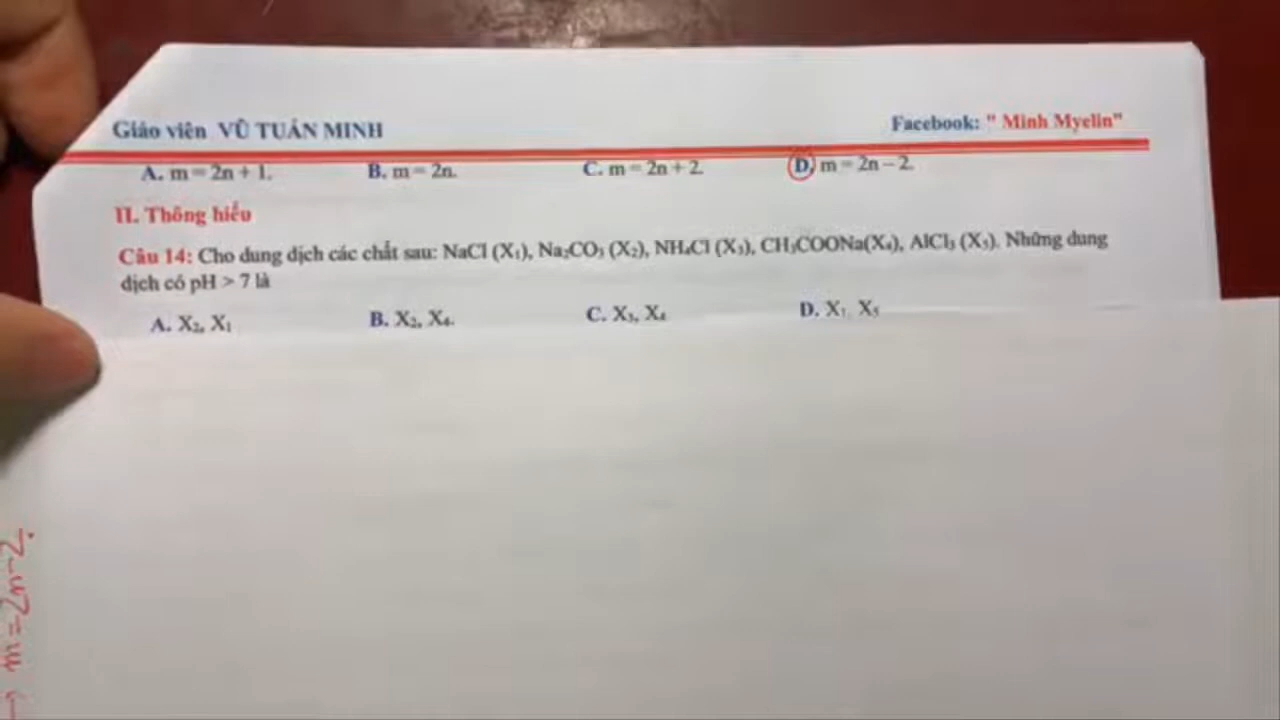 Giáo viên VŨ TUẤN MINH
Facebook: " Minh Myelin"
A. m = 2n + 1. B. m = 2n. C. m = 2n + 2. D. m = 2n – 2.
II. Thông hiểu
Câu 14: Cho dung dịch các chất sau: NaCl (X₁), Na₂CO₃ (X₂), NH₄Cl (X₃), CH₃COONa(X₄), AlCl₃ (X₅). Những dung
dịch có pH > 7 là
A. X₂, X₁ B. X₂, X₄. C. X₃, X₄ D. X₁, X₅
m = 2n-2